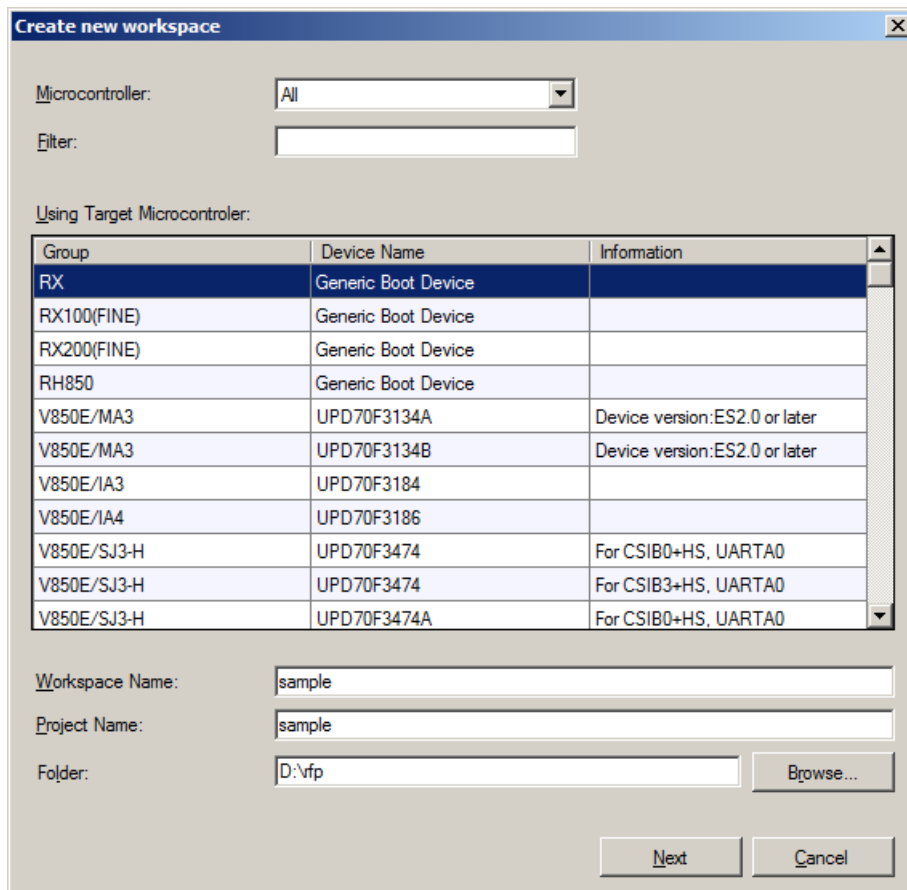 Create new workspace
Microcontroller: All
Filter:
Using Target Microcontroler:
Group Device Name Information
RX Generic Boot Device
RX100(FINE) Generic Boot Device
RX200(FINE) Generic Boot Device
RH850 Generic Boot Device
V850E/MA3 UPD70F3134A Device version:ES2.0 or later
V850E/MA3 UPD70F3134B Device version:ES2.0 or later
V850E/IA3 UPD70F3184
V850E/IA4 UPD70F3186
V850E/SJ3-H UPD70F3474 For CSIB0+HS, UARTA0
V850E/SJ3-H UPD70F3474 For CSIB3+HS, UARTA0
V850E/SJ3-H UPD70F3474A For CSIB0+HS, UARTA0
Workspace Name: sample
Project Name: sample
Folder: D:\rfp Browse...
Next Cancel